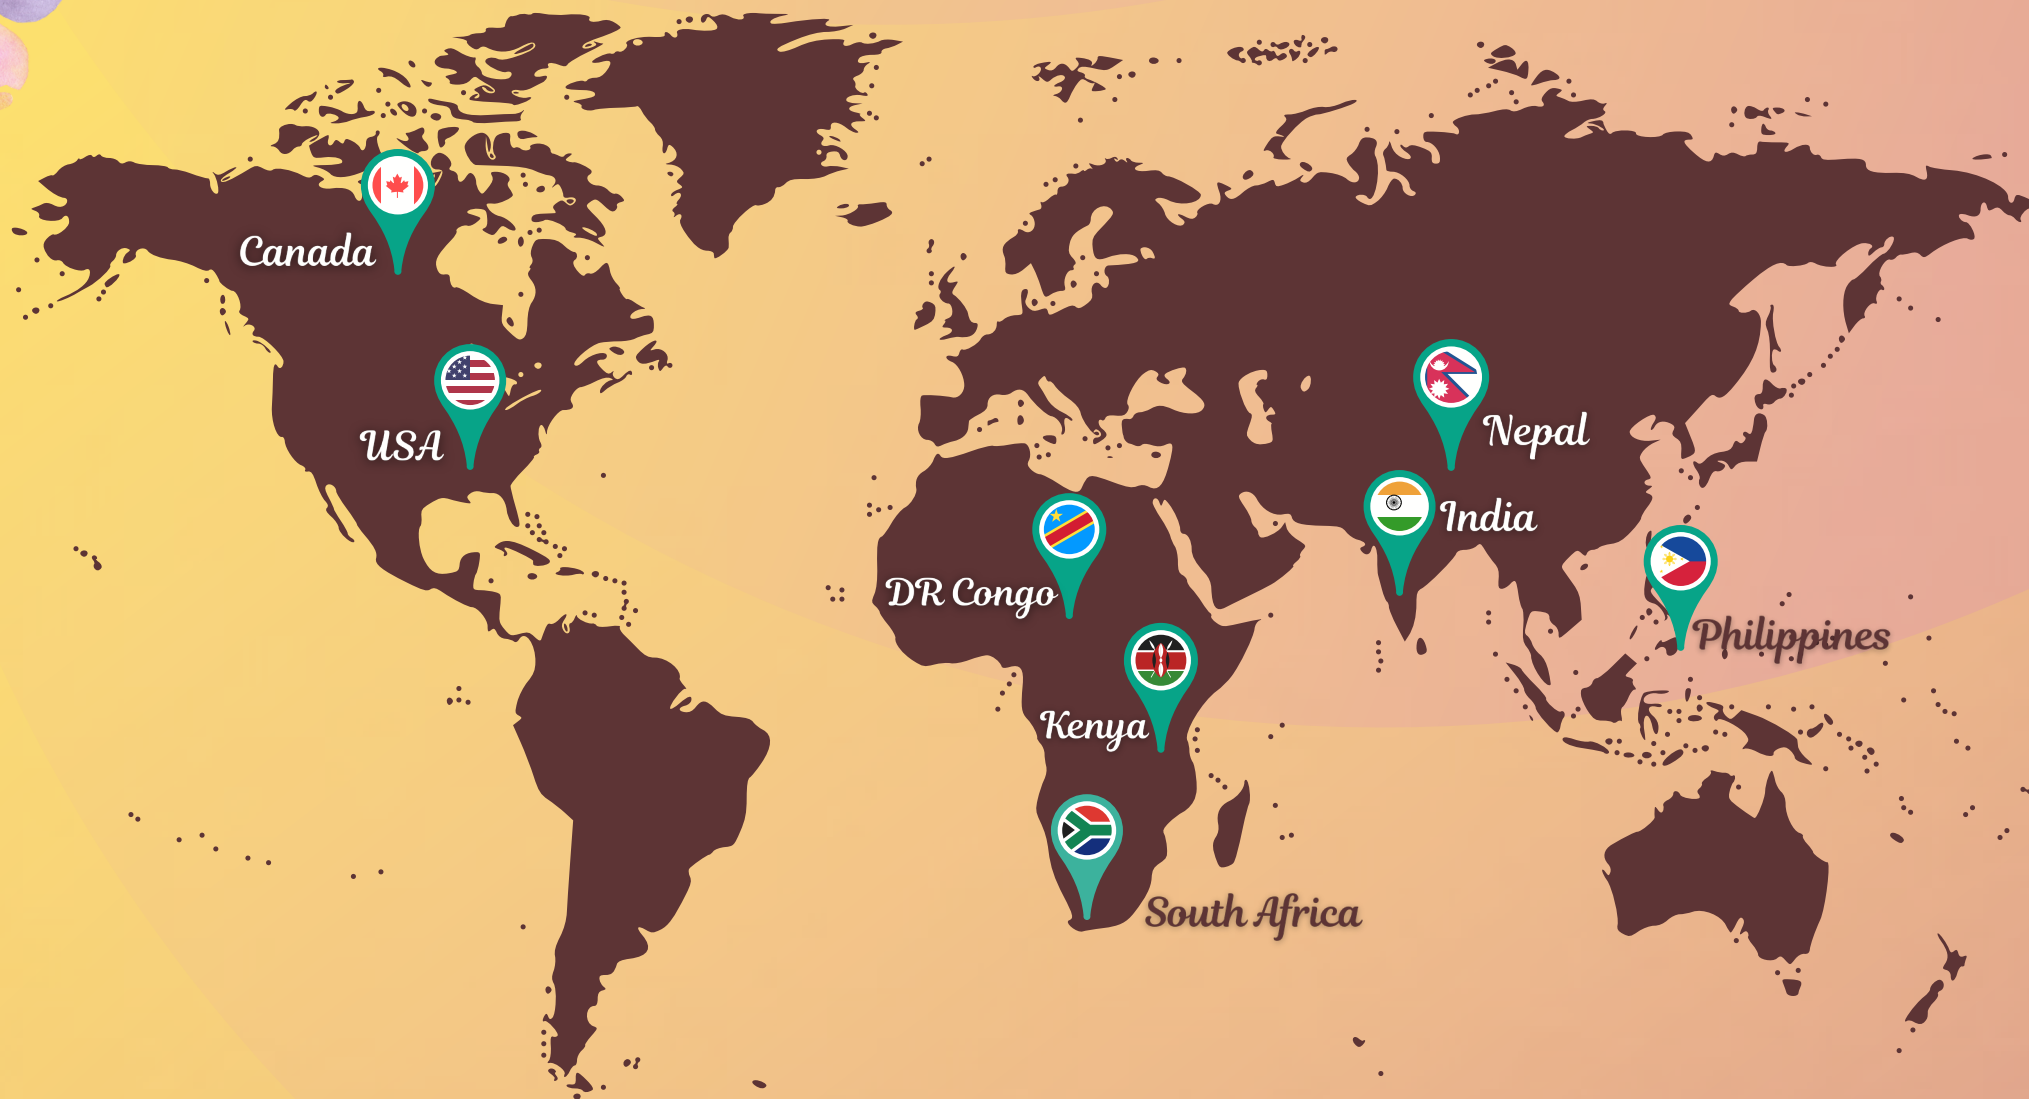 Canada
USA
Nepal
India
DR Congo
Philippines
Kenya
South Africa